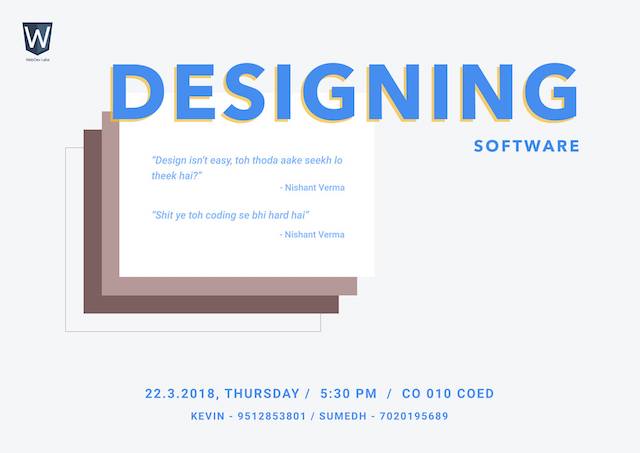 W
WebDev Labs
DESIGNING
SOFTWARE
“Design isn’t easy, toh thoda aake seekh lo
theek hai?”
- Nishant Verma
“Shit ye toh coding se bhi hard hai”
- Nishant Verma
22.3.2018, THURSDAY / 5:30 PM / CO 010 COED
KEVIN - 9512853801 / SUMEDH - 7020195689